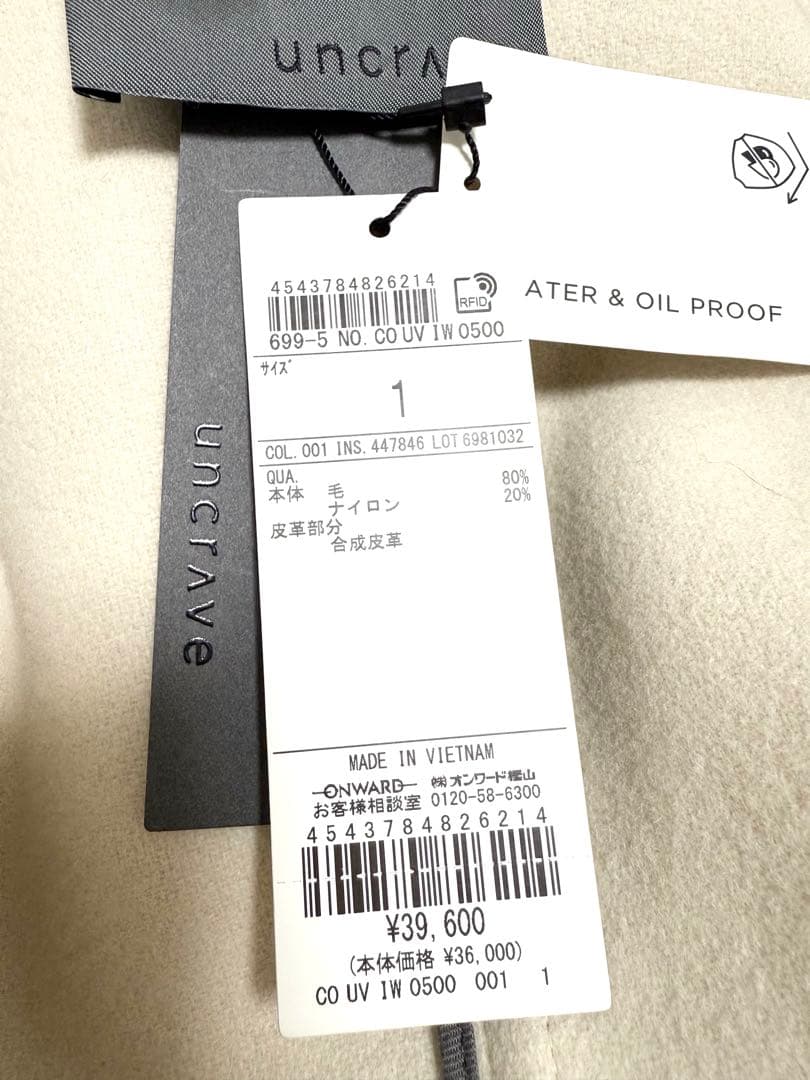 uncrʌ
ATER & OIL PROOF
uncrʌve
4543784826214
RFID
699-5 NO. CO UV IW 0500
サイズ
1
COL. 001 INS. 447846 LOT 6981032
QUA.
本体 毛 80%
ナイロン 20%
皮革部分
合成皮革
MADE IN VIETNAM
ONWARD ㈱オンワード樫山
お客様相談室 0120-58-6300
4543784826214
¥39,600
(本体価格 ¥36,000)
CO UV IW 0500 001 1